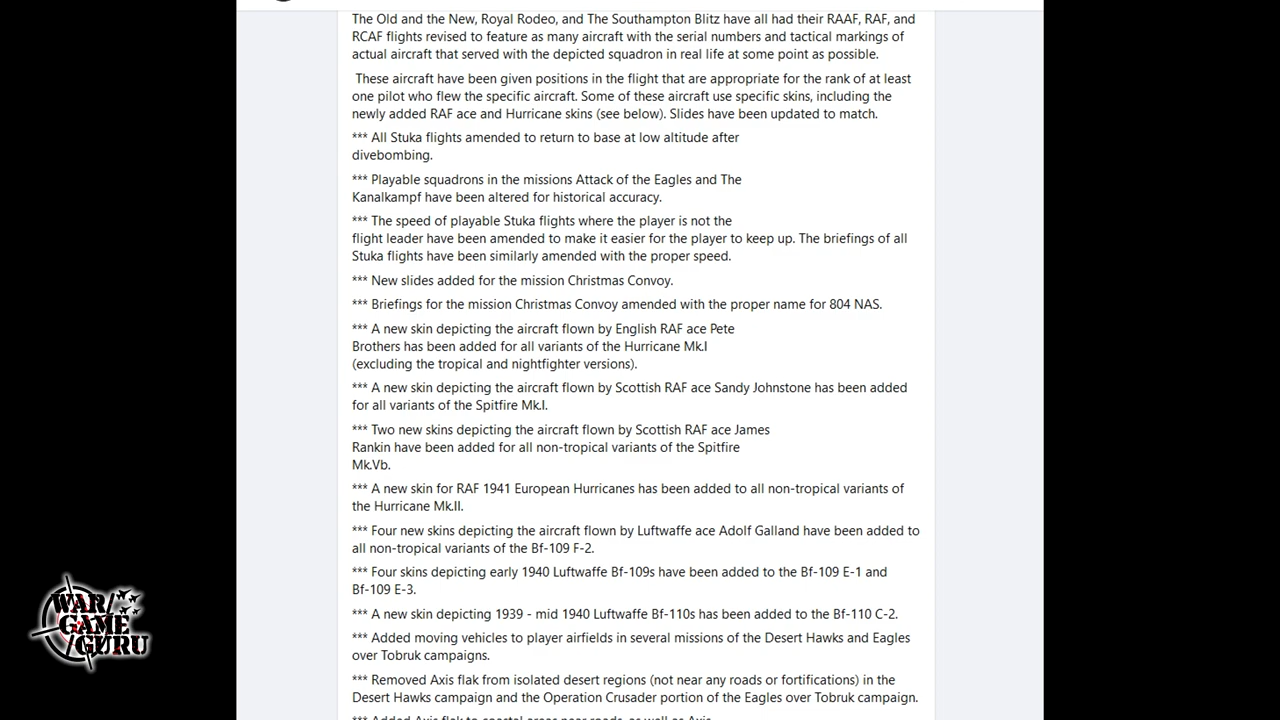 The Old and the New, Royal Rodeo, and The Southampton Blitz have all had their RAAF, RAF, and
RCAF flights revised to feature as many aircraft with the serial numbers and tactical markings of
actual aircraft that served with the depicted squadron in real life at some point as possible.
These aircraft have been given positions in the flight that are appropriate for the rank of at least
one pilot who flew the specific aircraft. Some of these aircraft use specific skins, including the
newly added RAF ace and Hurricane skins (see below). Slides have been updated to match.
*** All Stuka flights amended to return to base at low altitude after
divebombing.
*** Playable squadrons in the missions Attack of the Eagles and The
Kanalkampf have been altered for historical accuracy.
*** The speed of playable Stuka flights where the player is not the
flight leader have been amended to make it easier for the player to keep up. The briefings of all
Stuka flights have been similarly amended with the proper speed.
*** New slides added for the mission Christmas Convoy.
*** Briefings for the mission Christmas Convoy amended with the proper name for 804 NAS.
*** A new skin depicting the aircraft flown by English RAF ace Pete
Brothers has been added for all variants of the Hurricane Mk.I
(excluding the tropical and nightfighter versions).
*** A new skin depicting the aircraft flown by Scottish RAF ace Sandy Johnstone has been added
for all variants of the Spitfire Mk.I.
*** Two new skins depicting the aircraft flown by Scottish RAF ace James
Rankin have been added for all non-tropical variants of the Spitfire
Mk.Vb.
*** A new skin for RAF 1941 European Hurricanes has been added to all non-tropical variants of
the Hurricane Mk.II.
*** Four new skins depicting the aircraft flown by Luftwaffe ace Adolf Galland have been added to
all non-tropical variants of the Bf-109 F-2.
*** Four skins depicting early 1940 Luftwaffe Bf-109s have been added to the Bf-109 E-1 and
Bf-109 E-3.
*** A new skin depicting 1939 - mid 1940 Luftwaffe Bf-110s has been added to the Bf-110 C-2.
*** Added moving vehicles to player airfields in several missions of the Desert Hawks and Eagles
over Tobruk campaigns.
*** Removed Axis flak from isolated desert regions (not near any roads or fortifications) in the
Desert Hawks campaign and the Operation Crusader portion of the Eagles over Tobruk campaign.
*** Added Axis flak to coastal areas near roads, as well as Axis
WAR/
GAME
/GURU